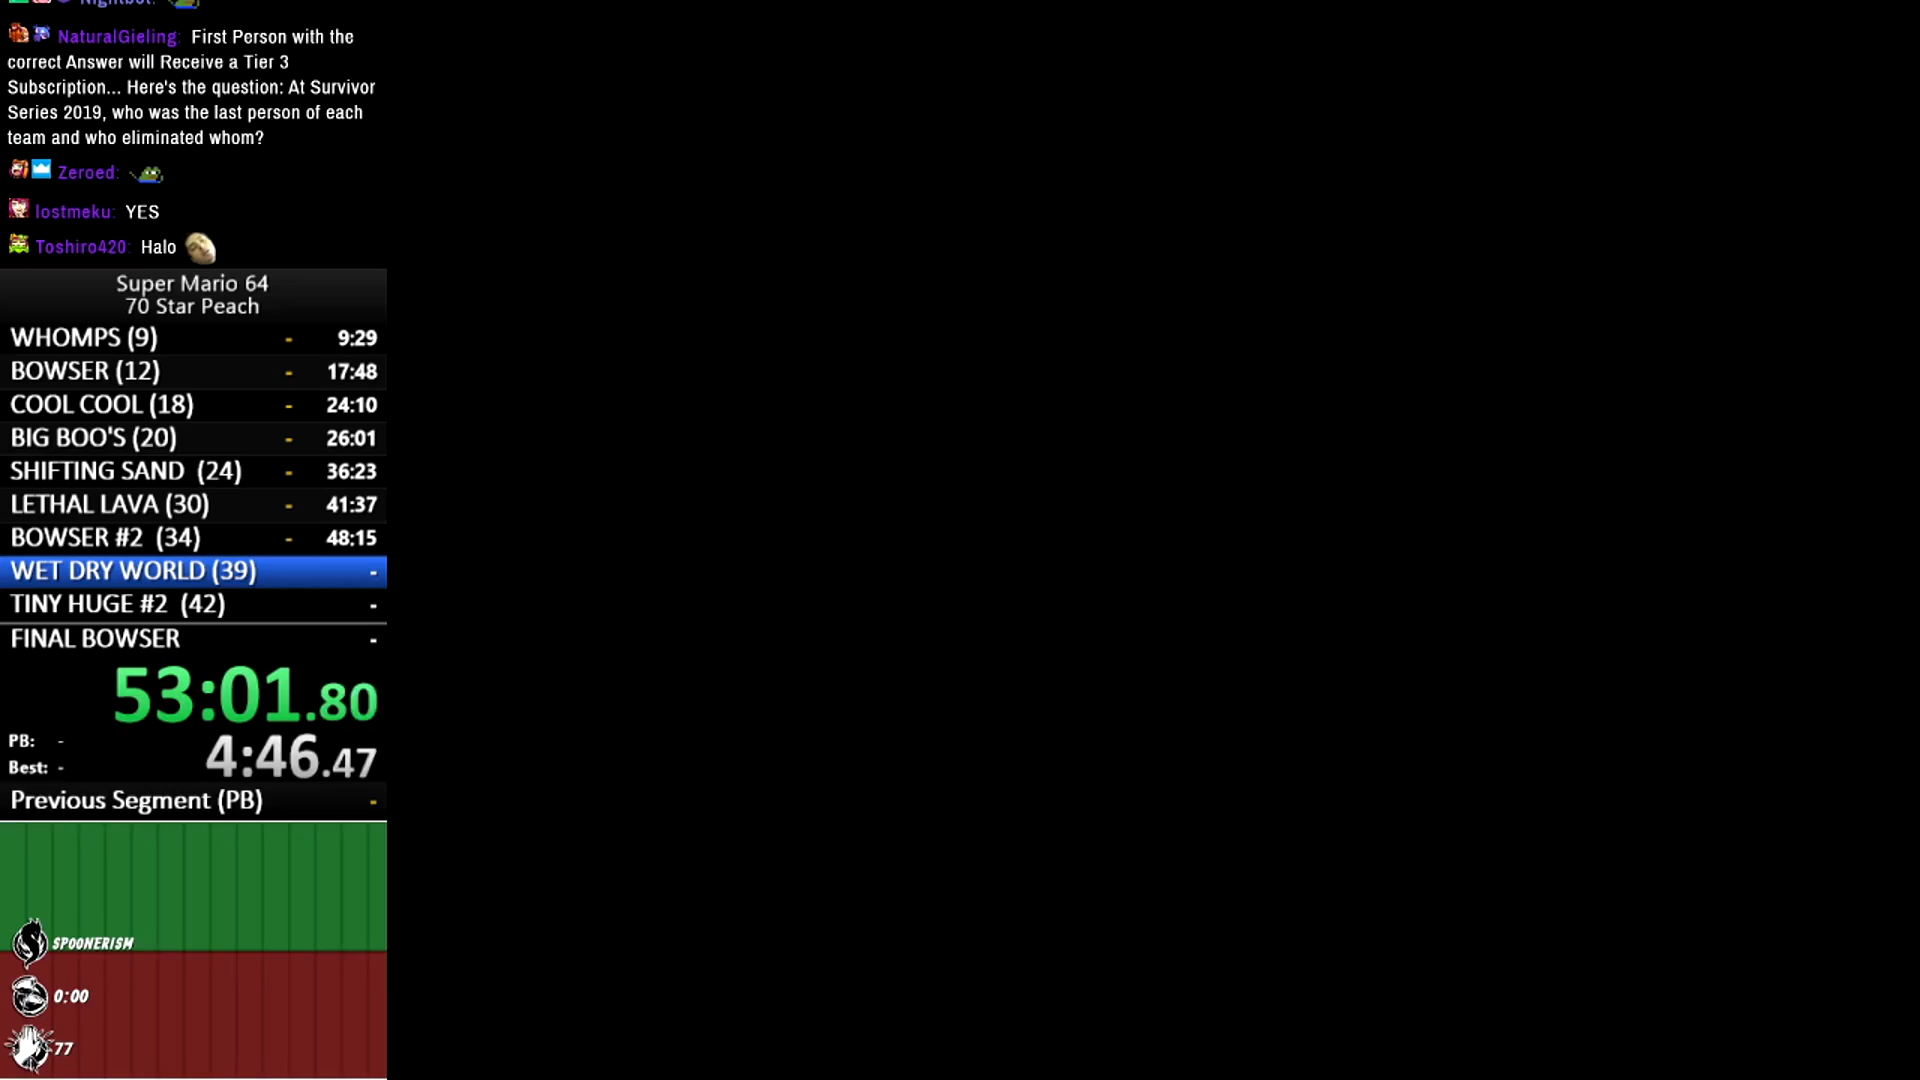 Nightbot:
NaturalGieling: First Person with the
correct Answer will Receive a Tier 3
Subscription... Here's the question: At Survivor
Series 2019, who was the last person of each
team and who eliminated whom?
Zeroed:
lostmeku: YES
Toshiro420: Halo
Super Mario 64
70 Star Peach
WHOMPS (9) - 9:29
BOWSER (12) - 17:48
COOL COOL (18) - 24:10
BIG BOO'S (20) - 26:01
SHIFTING SAND (24) - 36:23
LETHAL LAVA (30) - 41:37
BOWSER #2 (34) - 48:15
WET DRY WORLD (39) -
TINY HUGE #2 (42) -
FINAL BOWSER -
53:01.80
PB: - 4:46.47
Best: -
Previous Segment (PB) -
SPOONERISM
0:00
77